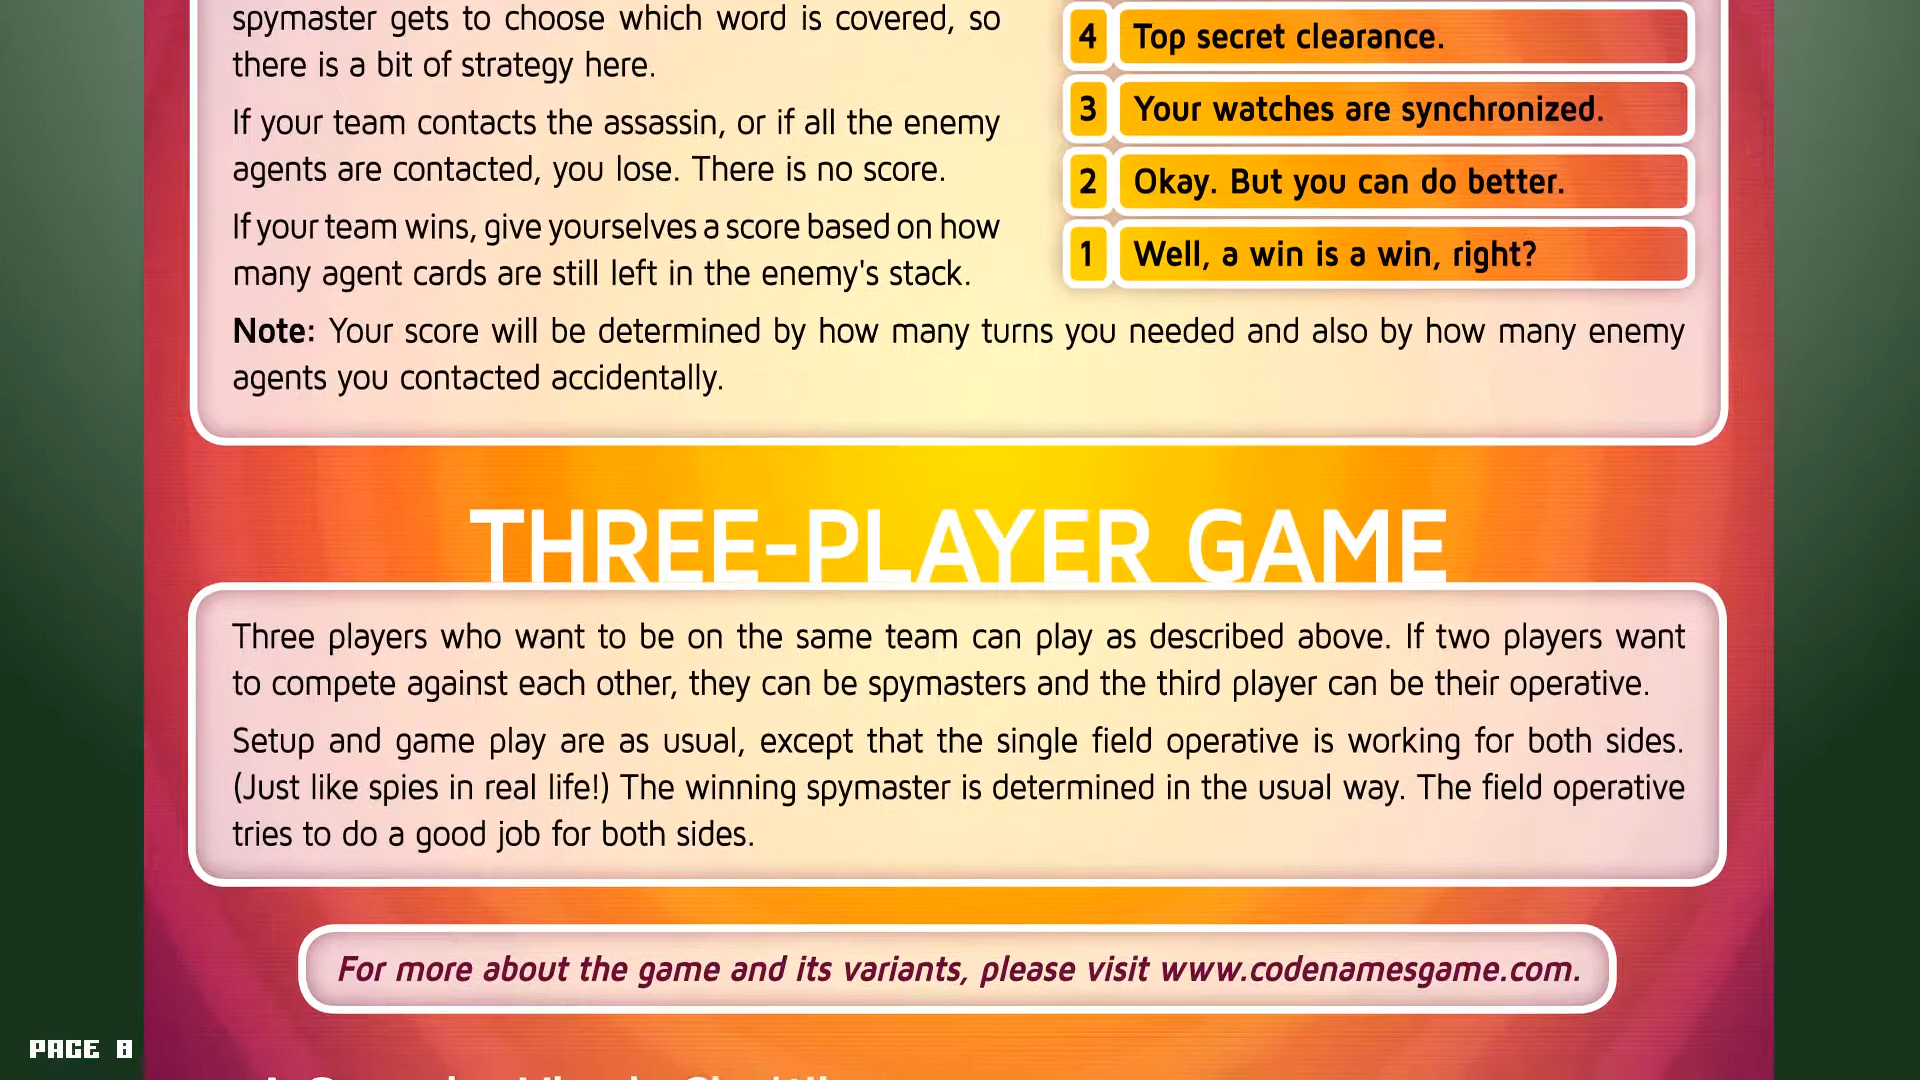 spymaster gets to choose which word is covered, so
there is a bit of strategy here.
If your team contacts the assassin, or if all the enemy
agents are contacted, you lose. There is no score.
If your team wins, give yourselves a score based on how
many agent cards are still left in the enemy's stack.
4 Top secret clearance.
3 Your watches are synchronized.
2 Okay. But you can do better.
1 Well, a win is a win, right?
Note: Your score will be determined by how many turns you needed and also by how many enemy
agents you contacted accidentally.
THREE-PLAYER GAME
Three players who want to be on the same team can play as described above. If two players want
to compete against each other, they can be spymasters and the third player can be their operative.
Setup and game play are as usual, except that the single field operative is working for both sides.
(Just like spies in real life!) The winning spymaster is determined in the usual way. The field operative
tries to do a good job for both sides.
For more about the game and its variants, please visit www.codenamesgame.com.
PAGE 8